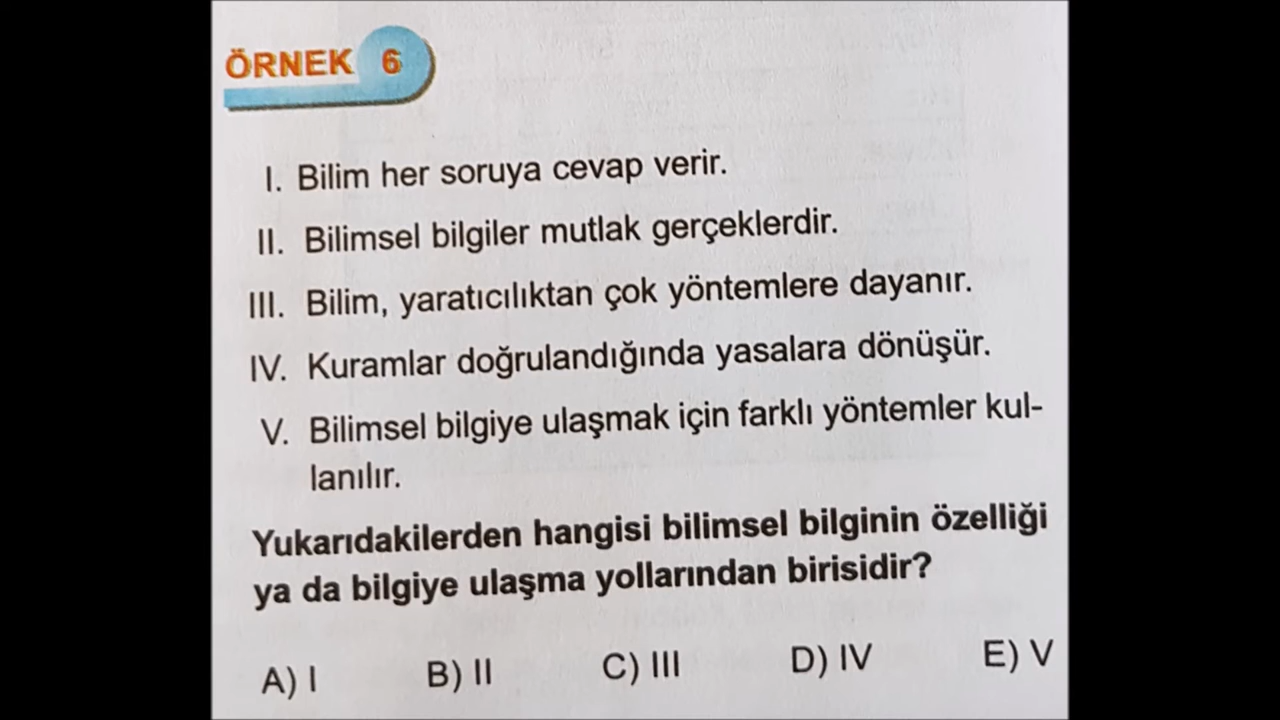 ÖRNEK 6
I. Bilim her soruya cevap verir.
II. Bilimsel bilgiler mutlak gerçeklerdir.
III. Bilim, yaratıcılıktan çok yöntemlere dayanır.
IV. Kuramlar doğrulandığında yasalara dönüşür.
V. Bilimsel bilgiye ulaşmak için farklı yöntemler kul-
lanılır.
Yukarıdakilerden hangisi bilimsel bilginin özelliği
ya da bilgiye ulaşma yollarından birisidir?
A) I B) II C) III D) IV E) V